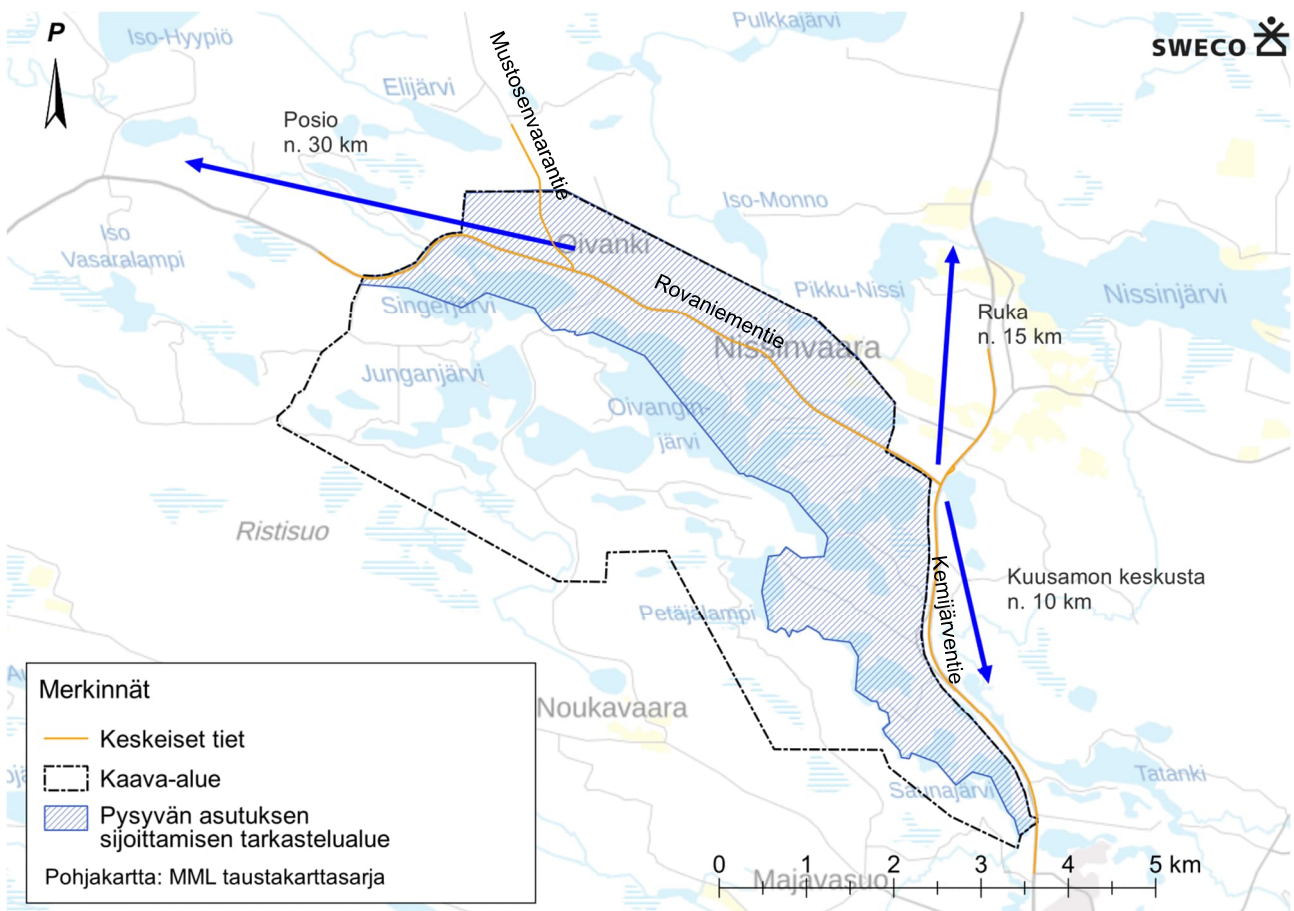 P
Iso-Hyypiö
Pulkkajärvi
SWECO
Mustosenvaarantie
Elijärvi
Posio
n. 30 km
Iso-Monno
Iso
Vasaralampi
Oivanki
Rovaniementie
Pikku-Nissi
Nissinjärvi
Singerjärvi
Ruka
n. 15 km
Nissinvaara
Junganjärvi
Oivangin-
järvi
Ristisuo
Kemijärventie
Kuusamon keskusta
n. 10 km
Petäjälampi
Noukavaara
Tatanki
Saunajärvi
Majavasuo
Merkinnät
Keskeiset tiet
Kaava-alue
Pysyvän asutuksen
sijoittamisen tarkastelualue
Pohjakartta: MML taustakarttasarja
0 1 2 3 4 5 km